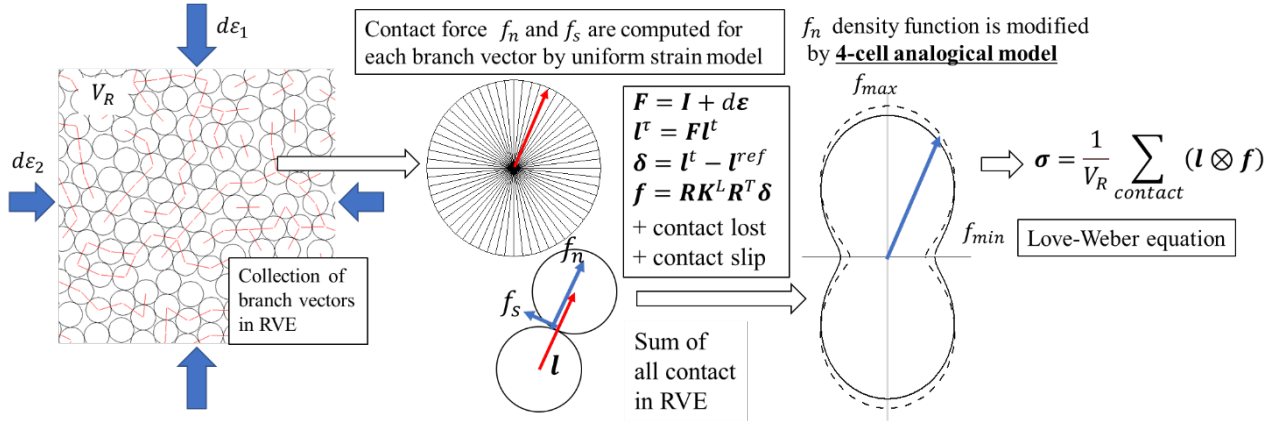 dε₁
V_R
dε₂
Collection of
branch vectors
in RVE
Contact force f_n and f_s are computed for
each branch vector by uniform strain model
F = I + dε
l^τ = Fl^t
δ = l^t − l^ref
f = RK^L R^T δ
+ contact lost
+ contact slip
f_n
f_s
l
Sum of
all contact
in RVE
f_n density function is modified
by 4-cell analogical model
f_max
f_min
σ = 1/V_R ∑_contact (l ⊗ f)
Love-Weber equation